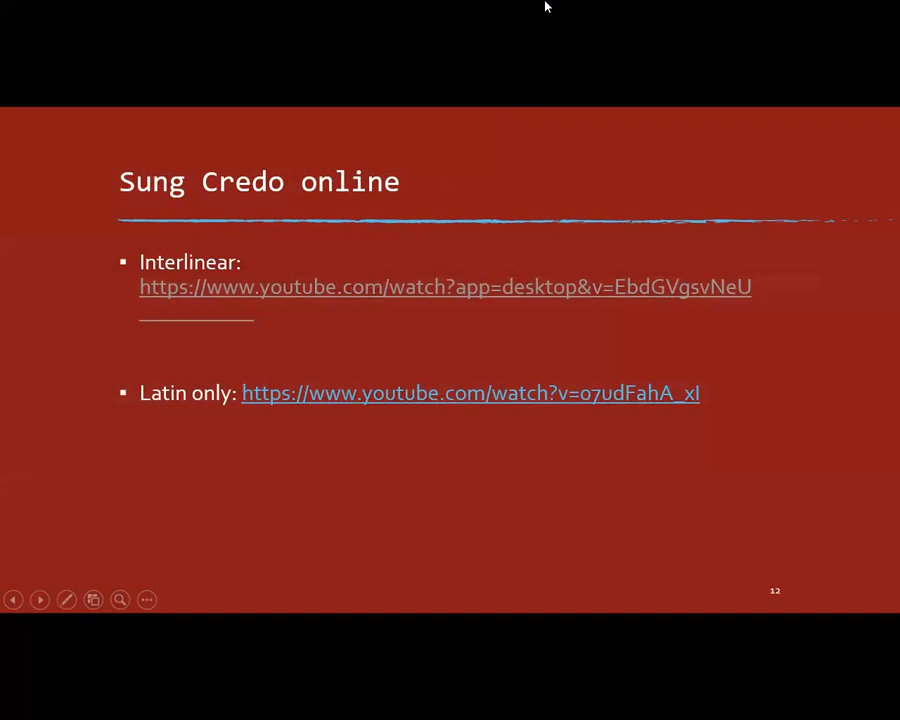 Sung Credo online
▪ Interlinear:
https://www.youtube.com/watch?app=desktop&v=EbdGVgsvNeU
▪ Latin only: https://www.youtube.com/watch?v=o7udFahA_xI
12